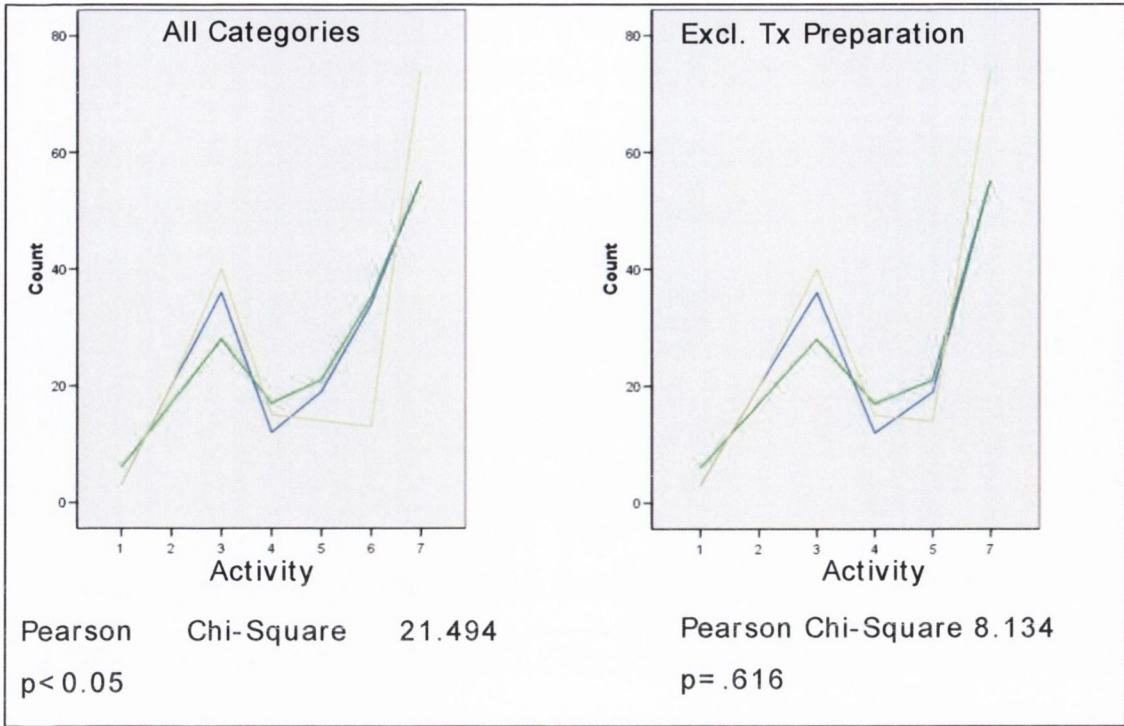 All Categories
80
60
40
20
0
Count
1 2 3 4 5 6 7
Activity
Pearson Chi-Square 21.494
p<0.05
Excl. Tx Preparation
80
60
40
20
0
Count
1 2 3 4 5 7
Activity
Pearson Chi-Square 8.134
p=.616